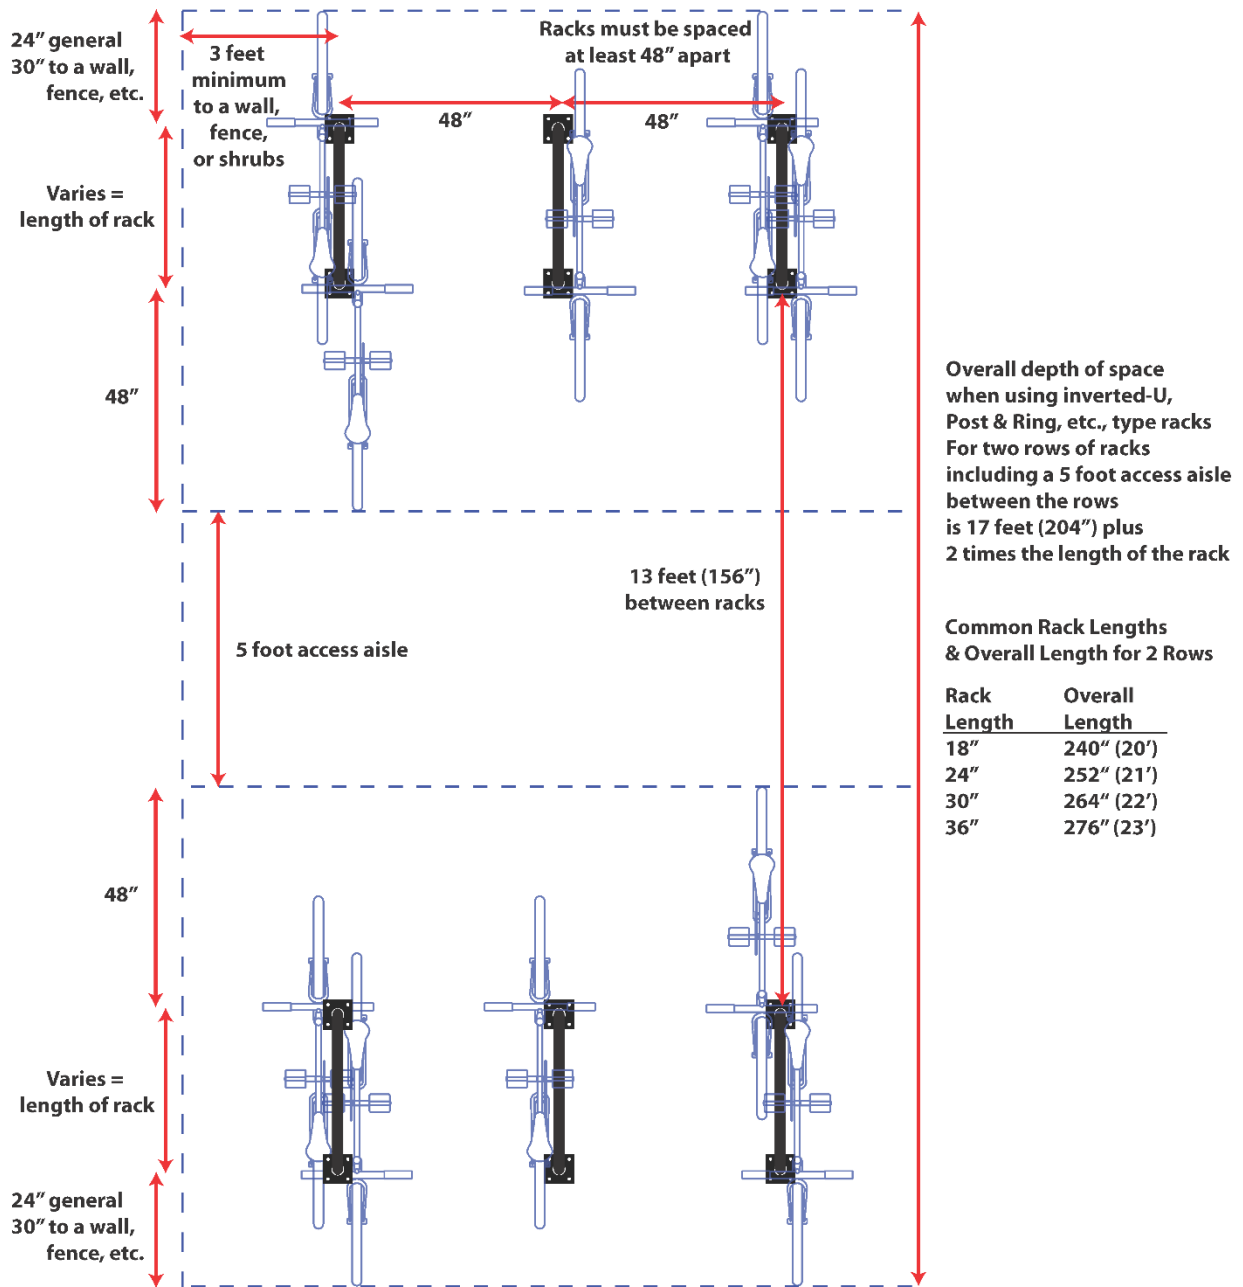 24” general
30” to a wall,
fence, etc.
3 feet
minimum
to a wall,
fence,
or shrubs
Racks must be spaced
at least 48” apart
48”
48”
Varies =
length of rack
48”
Overall depth of space
when using inverted-U,
Post & Ring, etc., type racks
For two rows of racks
including a 5 foot access aisle
between the rows
is 17 feet (204”) plus
2 times the length of the rack
13 feet (156”)
between racks
5 foot access aisle
Common Rack Lengths
& Overall Length for 2 Rows
Rack Overall
Length Length
18” 240“ (20’)
24” 252“ (21’)
30” 264“ (22’)
36” 276” (23’)
48”
Varies =
length of rack
24” general
30” to a wall,
fence, etc.